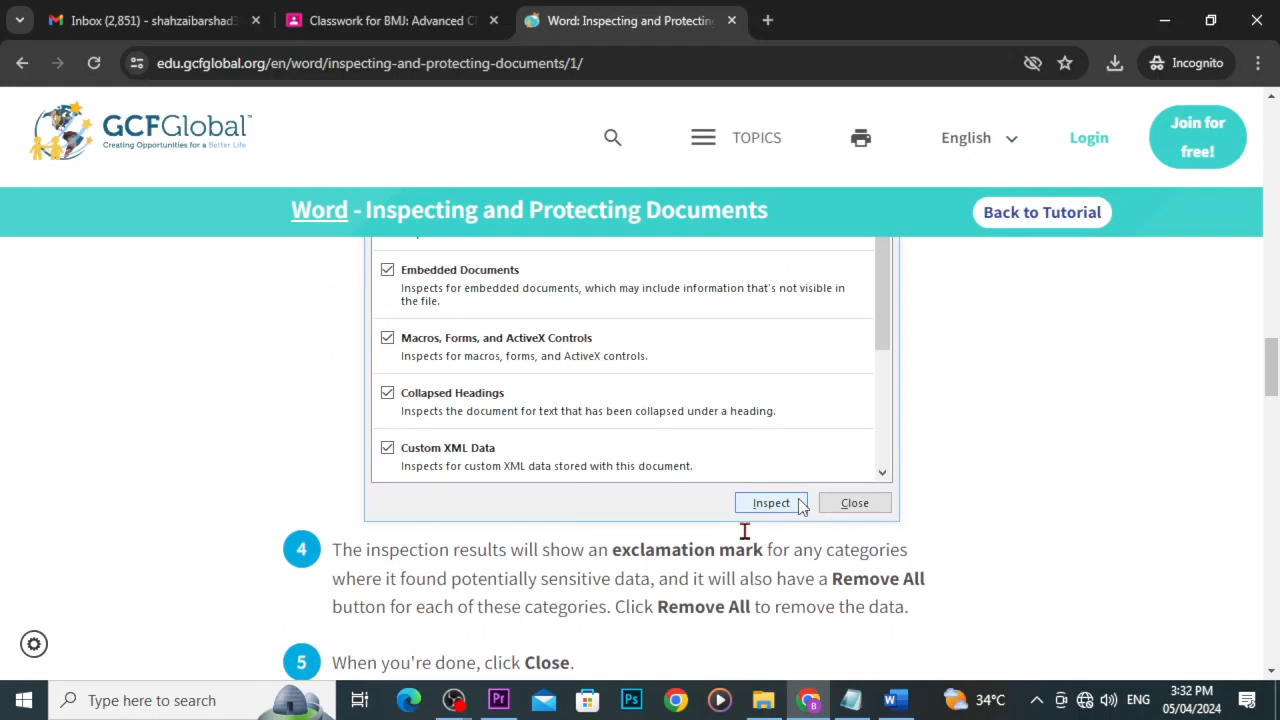 Inbox (2,851) - shahzaibarshad
Classwork for BMJ: Advanced C
Word: Inspecting and Protecting
edu.gcfglobal.org/en/word/inspecting-and-protecting-documents/1/
Incognito
GCFGlobal
Creating Opportunities for a Better Life
TOPICS
English
Login
Join for
free!
Word - Inspecting and Protecting Documents
Back to Tutorial
Embedded Documents
Inspects for embedded documents, which may include information that's not visible in
the file.
Macros, Forms, and ActiveX Controls
Inspects for macros, forms, and ActiveX controls.
Collapsed Headings
Inspects the document for text that has been collapsed under a heading.
Custom XML Data
Inspects for custom XML data stored with this document.
Inspect
Close
4
The inspection results will show an exclamation mark for any categories
where it found potentially sensitive data, and it will also have a Remove All
button for each of these categories. Click Remove All to remove the data.
5
When you're done, click Close.
Type here to search
Pr
Ps
B
W
34°C
ENG
3:32 PM
05/04/2024